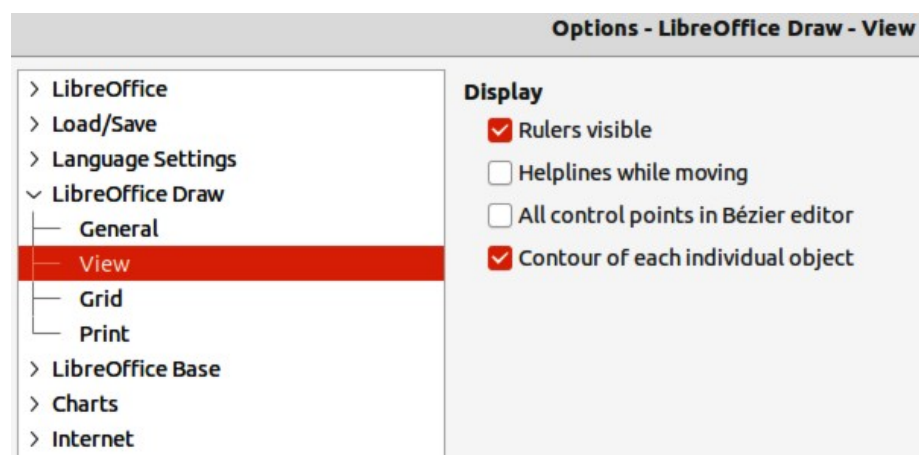 Options - LibreOffice Draw - View
LibreOffice
Load/Save
Language Settings
LibreOffice Draw
General
View
Grid
Print
LibreOffice Base
Charts
Internet
Display
Rulers visible
Helplines while moving
All control points in Bézier editor
Contour of each individual object